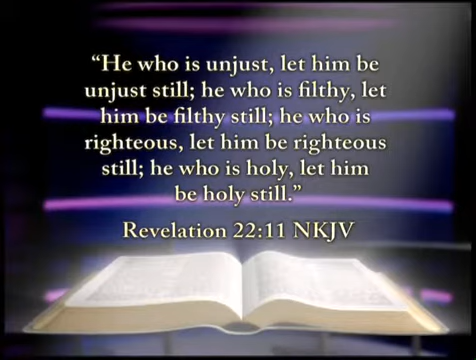 “He who is unjust, let him be
unjust still; he who is filthy, let
him be filthy still; he who is
righteous, let him be righteous
still; he who is holy, let him
be holy still.”
Revelation 22:11 NKJV